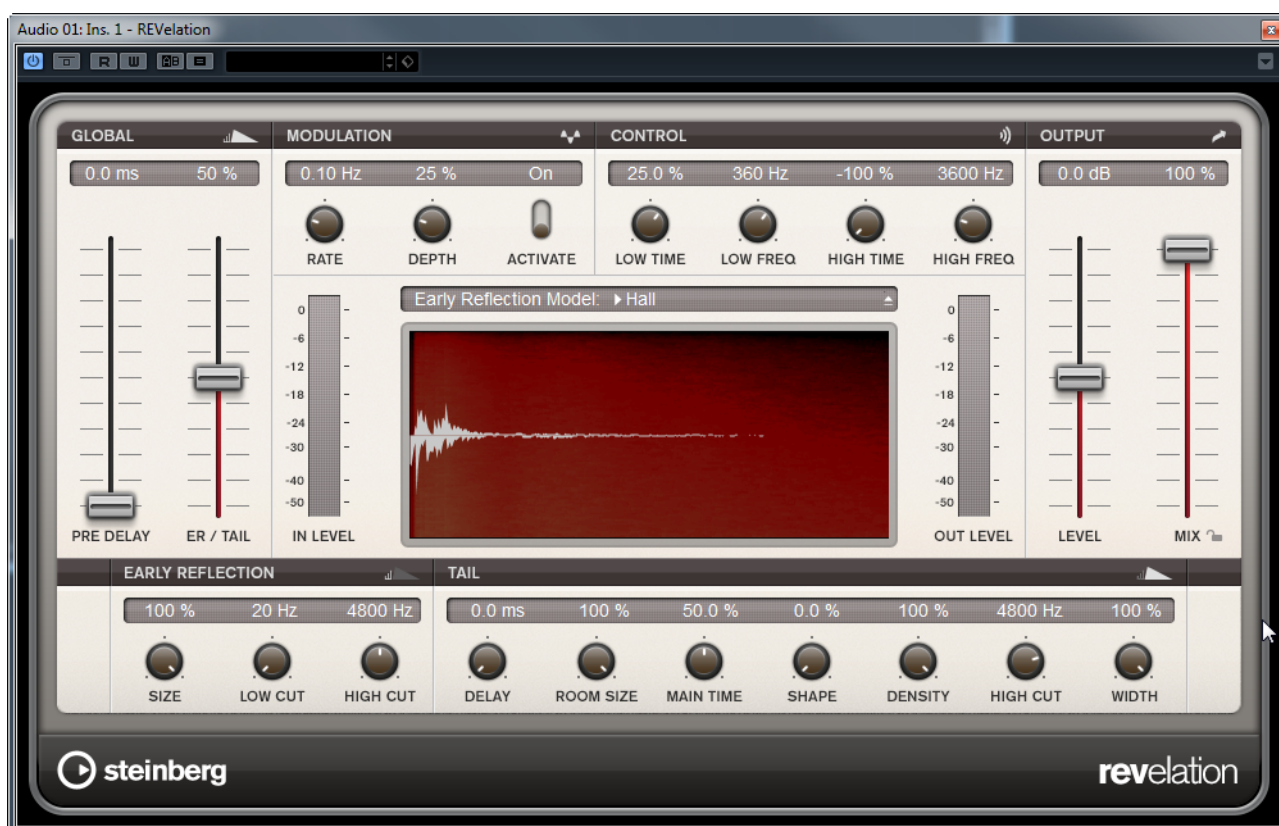 Audio 01: Ins. 1 - REVelation
R W AB
GLOBAL MODULATION CONTROL OUTPUT
0.0 ms 50 % 0.10 Hz 25 % On 25.0 % 360 Hz -100 % 3600 Hz 0.0 dB 100 %
RATE DEPTH ACTIVATE LOW TIME LOW FREQ HIGH TIME HIGH FREQ
Early Reflection Model: Hall
0 0
-6 -6
-12 -12
-18 -18
-24 -24
-30 -30
-40 -40
-50 -50
PRE DELAY ER / TAIL IN LEVEL OUT LEVEL LEVEL MIX
EARLY REFLECTION TAIL
100 % 20 Hz 4800 Hz 0.0 ms 100 % 50.0 % 0.0 % 100 % 4800 Hz 100 %
SIZE LOW CUT HIGH CUT DELAY ROOM SIZE MAIN TIME SHAPE DENSITY HIGH CUT WIDTH
steinberg revelation